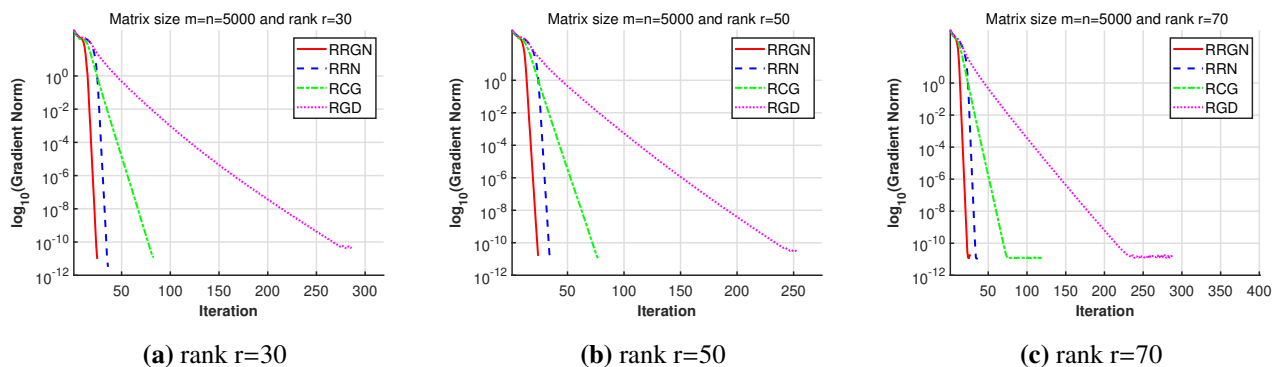 Matrix size m=n=5000 and rank r=30
log10(Gradient Norm)
10^0
10^-2
10^-4
10^-6
10^-8
10^-10
10^-12
50 100 150 200 250 300
Iteration
RRGN
RRN
RCG
RGD
(a) rank r=30
Matrix size m=n=5000 and rank r=50
log10(Gradient Norm)
10^0
10^-2
10^-4
10^-6
10^-8
10^-10
10^-12
50 100 150 200 250
Iteration
RRGN
RRN
RCG
RGD
(b) rank r=50
Matrix size m=n=5000 and rank r=70
log10(Gradient Norm)
10^0
10^-2
10^-4
10^-6
10^-8
10^-10
10^-12
50 100 150 200 250 300 350 400
Iteration
RRGN
RRN
RCG
RGD
(c) rank r=70